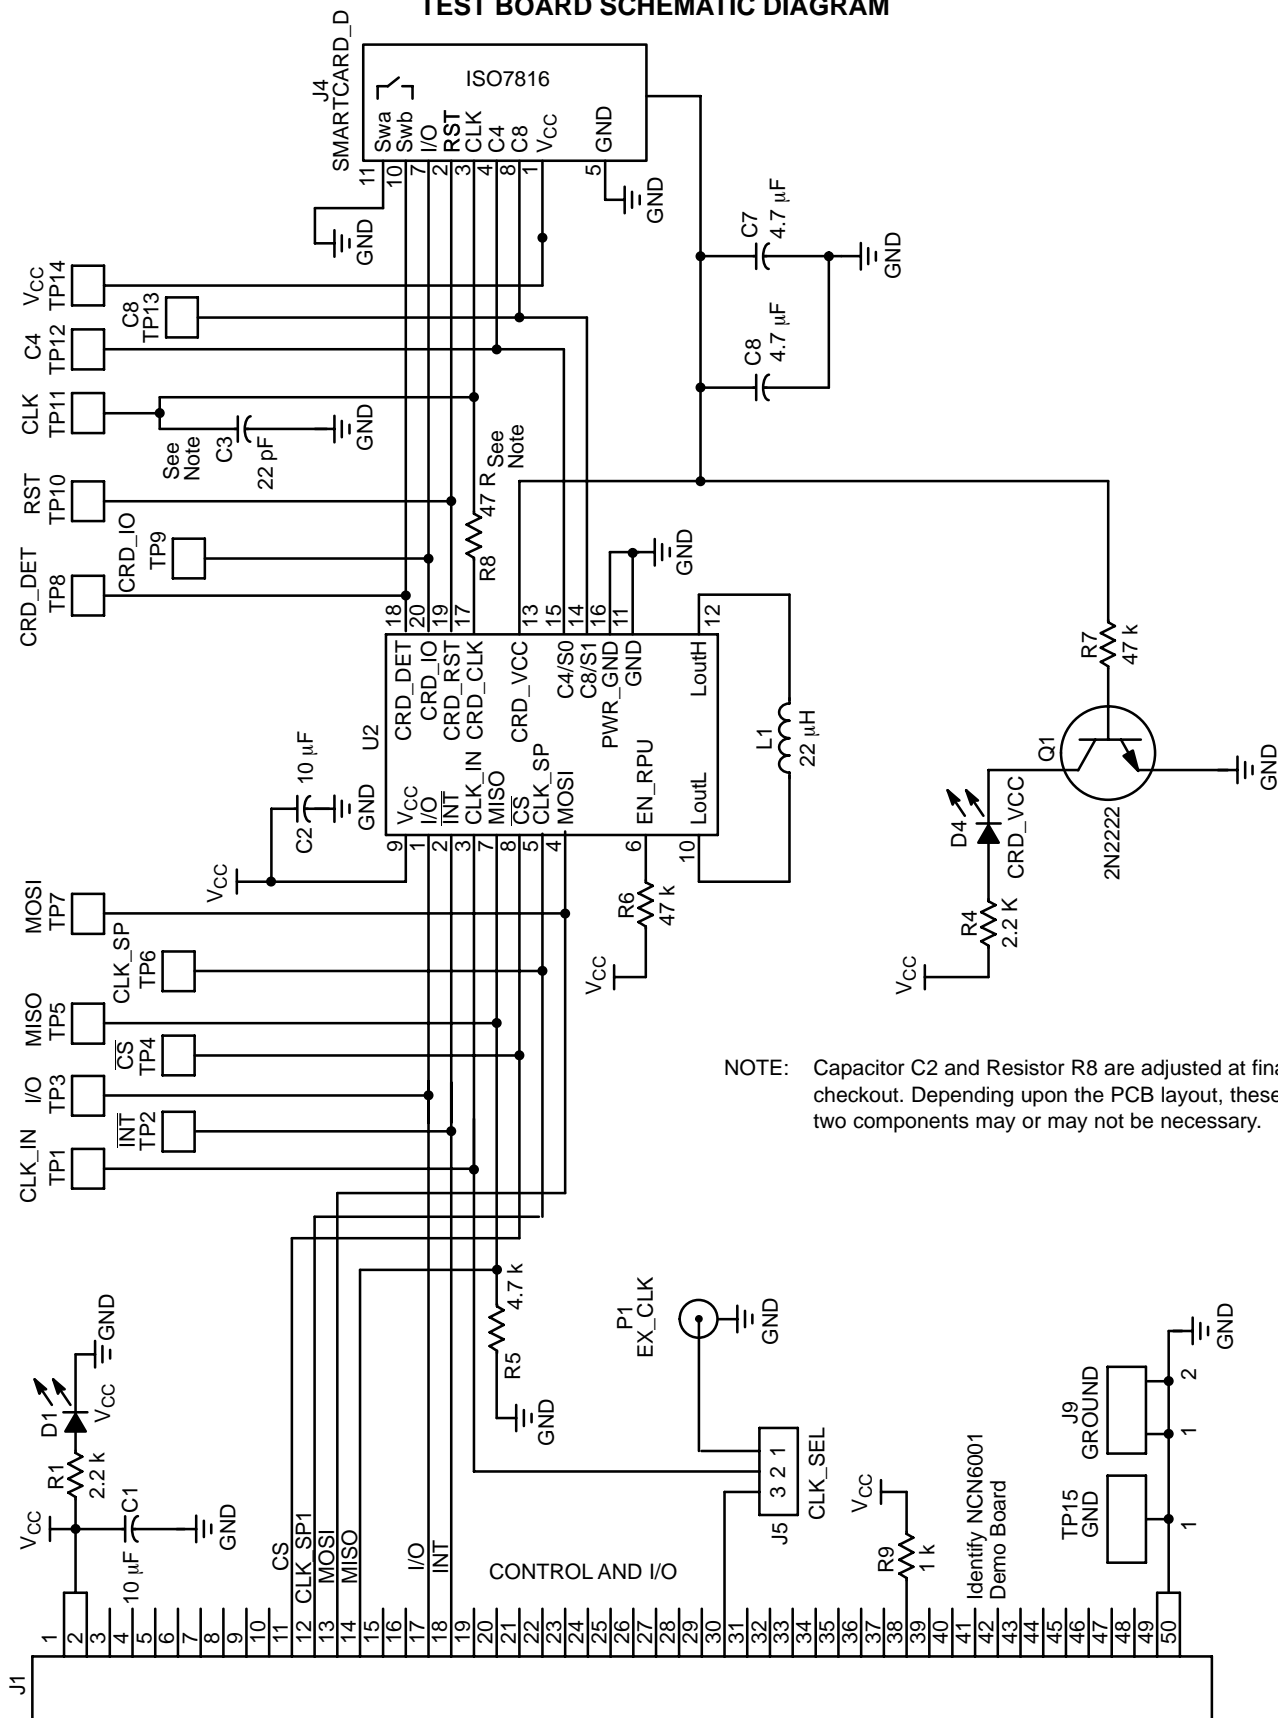 TEST BOARD SCHEMATIC DIAGRAM
J4
SMARTCARD_D
ISO7816
Swa
Swb
I/O
RST
CLK
C4
C8
VCC
GND
11
10
7
2
3
4
8
1
5
GND
GND
VCC
TP14
C8
TP13
C4
TP12
CLK
TP11
RST
TP10
CRD_IO
TP9
CRD_DET
TP8
See
Note
C3
22 pF
GND
R8
47 R
See
Note
C7
4.7 µF
C8
4.7 µF
GND
U2
18
20
19
17
13
15
14
16
11
12
CRD_DET
CRD_IO
CRD_RST
CRD_CLK
CRD_VCC
C4/S0
C8/S1
PWR_GND
GND
LoutH
VCC
I/O
INT
CLK_IN
MISO
CS
CLK_SP
MOSI
EN_RPU
LoutL
9
1
2
3
7
8
5
4
6
10
GND
L1
22 µH
VCC
C2
10 µF
GND
R6
47 k
VCC
R7
47 k
Q1
2N2222
GND
D4
CRD_VCC
R4
2.2 K
VCC
MOSI
TP7
CLK_SP
TP6
MISO
TP5
CS
TP4
I/O
TP3
INT
TP2
CLK_IN
TP1
NOTE: Capacitor C2 and Resistor R8 are adjusted at fina
checkout. Depending upon the PCB layout, these
two components may or may not be necessary.
R5
4.7 k
GND
P1
EX_CLK
GND
J5
3 2 1
CLK_SEL
D1
VCC
GND
R1
2.2 k
VCC
C1
10 µF
GND
CS
CLK_SP1
MOSI
MISO
I/O
INT
CONTROL AND I/O
VCC
R9
1 k
Identify NCN6001
Demo Board
TP15
GND
1
J9
GROUND
1
2
GND
J1
1
2
3
4
5
6
7
8
9
10
11
12
13
14
15
16
17
18
19
20
21
22
23
24
25
26
27
28
29
30
31
32
33
34
35
36
37
38
39
40
41
42
43
44
45
46
47
48
49
50